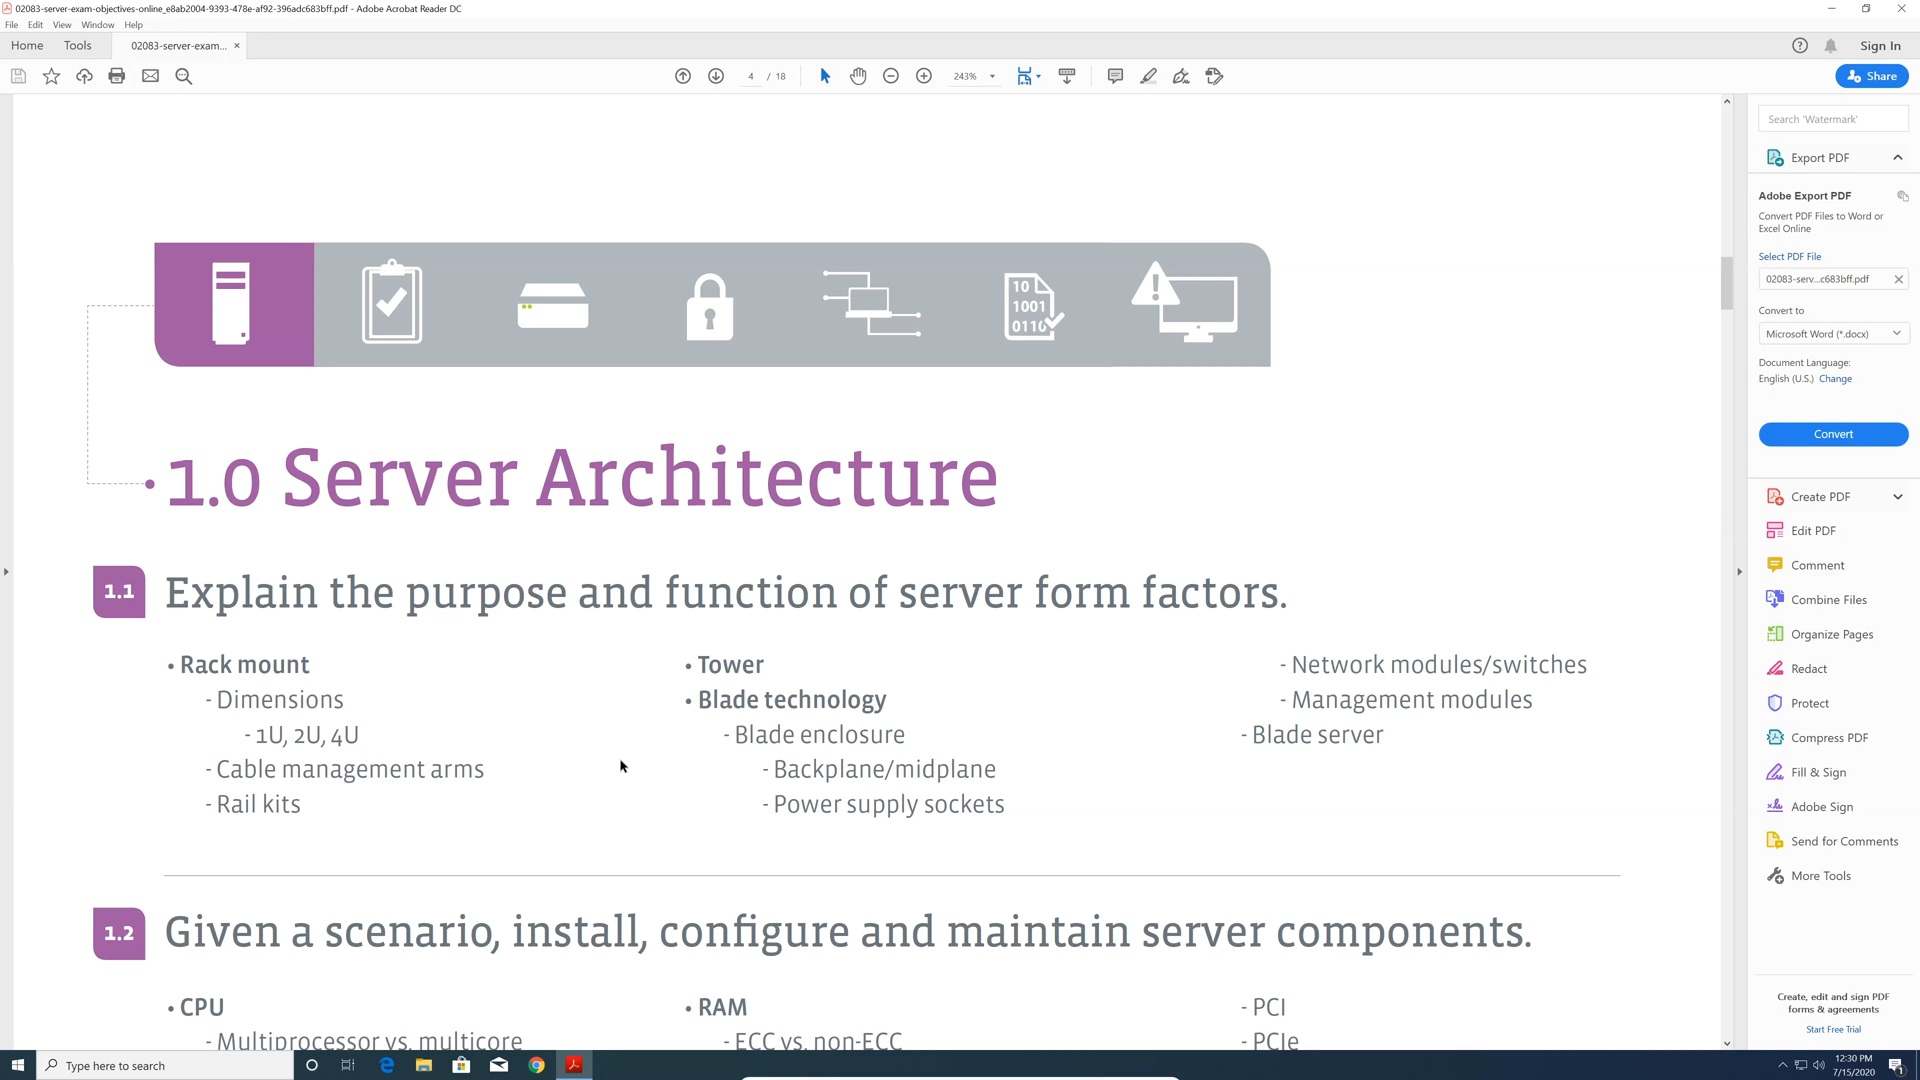 02083-server-exam-objectives-online_e8ab2004-9393-478e-af92-396adc683bff.pdf - Adobe Acrobat Reader DC
File Edit View Window Help
Home Tools 02083-server-exam... × Sign In
4 / 18 243% Share
Search 'Watermark'
Export PDF
Adobe Export PDF
Convert PDF Files to Word or
Excel Online
Select PDF File
02083-serv...c683bff.pdf
Convert to
Microsoft Word (*.docx)
Document Language:
English (U.S.) Change
Convert
Create PDF
Edit PDF
Comment
Combine Files
Organize Pages
Redact
Protect
Compress PDF
Fill & Sign
Adobe Sign
Send for Comments
More Tools
Create, edit and sign PDF
forms & agreements
Start Free Trial
10
1001
0110
1.0 Server Architecture
1.1 Explain the purpose and function of server form factors.
• Rack mount
- Dimensions
- 1U, 2U, 4U
- Cable management arms
- Rail kits
• Tower
• Blade technology
- Blade enclosure
- Backplane/midplane
- Power supply sockets
- Network modules/switches
- Management modules
- Blade server
1.2 Given a scenario, install, configure and maintain server components.
• CPU
- Multiprocessor vs. multicore
• RAM
- ECC vs. non-ECC
- PCI
- PCIe
Type here to search
12:30 PM
7/15/2020
1